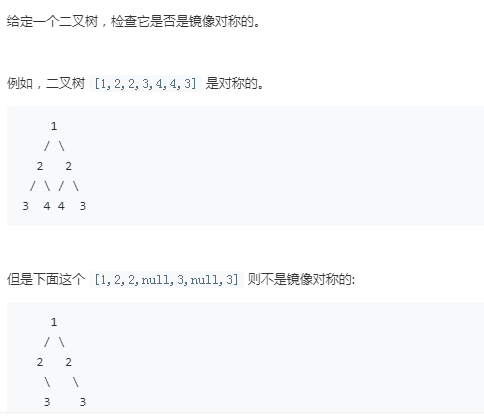 给定一个二叉树，检查它是否是镜像对称的。
例如，二叉树 [1,2,2,3,4,4,3] 是对称的。
    1
   / \
  2   2
 / \ / \
3  4 4  3
但是下面这个 [1,2,2,null,3,null,3] 则不是镜像对称的:
    1
   / \
  2   2
   \   \
   3    3